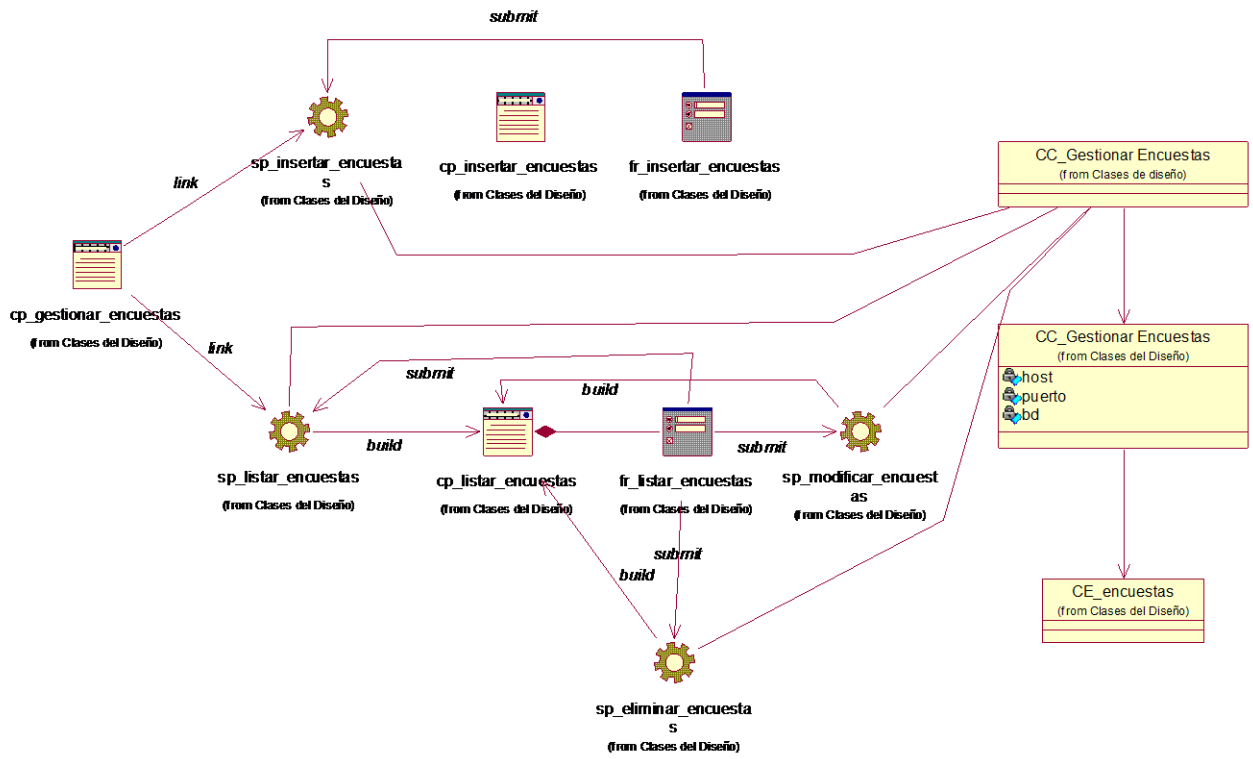 submit
sp_insertar_encuesta
s
(from Clases del Diseño)
cp_insertar_encuestas
(from Clases del Diseño)
fr_insertar_encuestas
(from Clases del Diseño)
CC_Gestionar Encuestas
(from Clases de diseño)
link
cp_gestionar_encuestas
(from Clases del Diseño)
link
CC_Gestionar Encuestas
(from Clases del Diseño)
host
puerto
bd
submit
build
build
submit
sp_listar_encuestas
(from Clases del Diseño)
cp_listar_encuestas
(from Clases del Diseño)
fr_listar_encuestas
(from Clases del Diseño)
sp_modificar_encuest
as
(from Clases del Diseño)
submit
build
CE_encuestas
(from Clases del Diseño)
sp_eliminar_encuesta
s
(from Clases del Diseño)